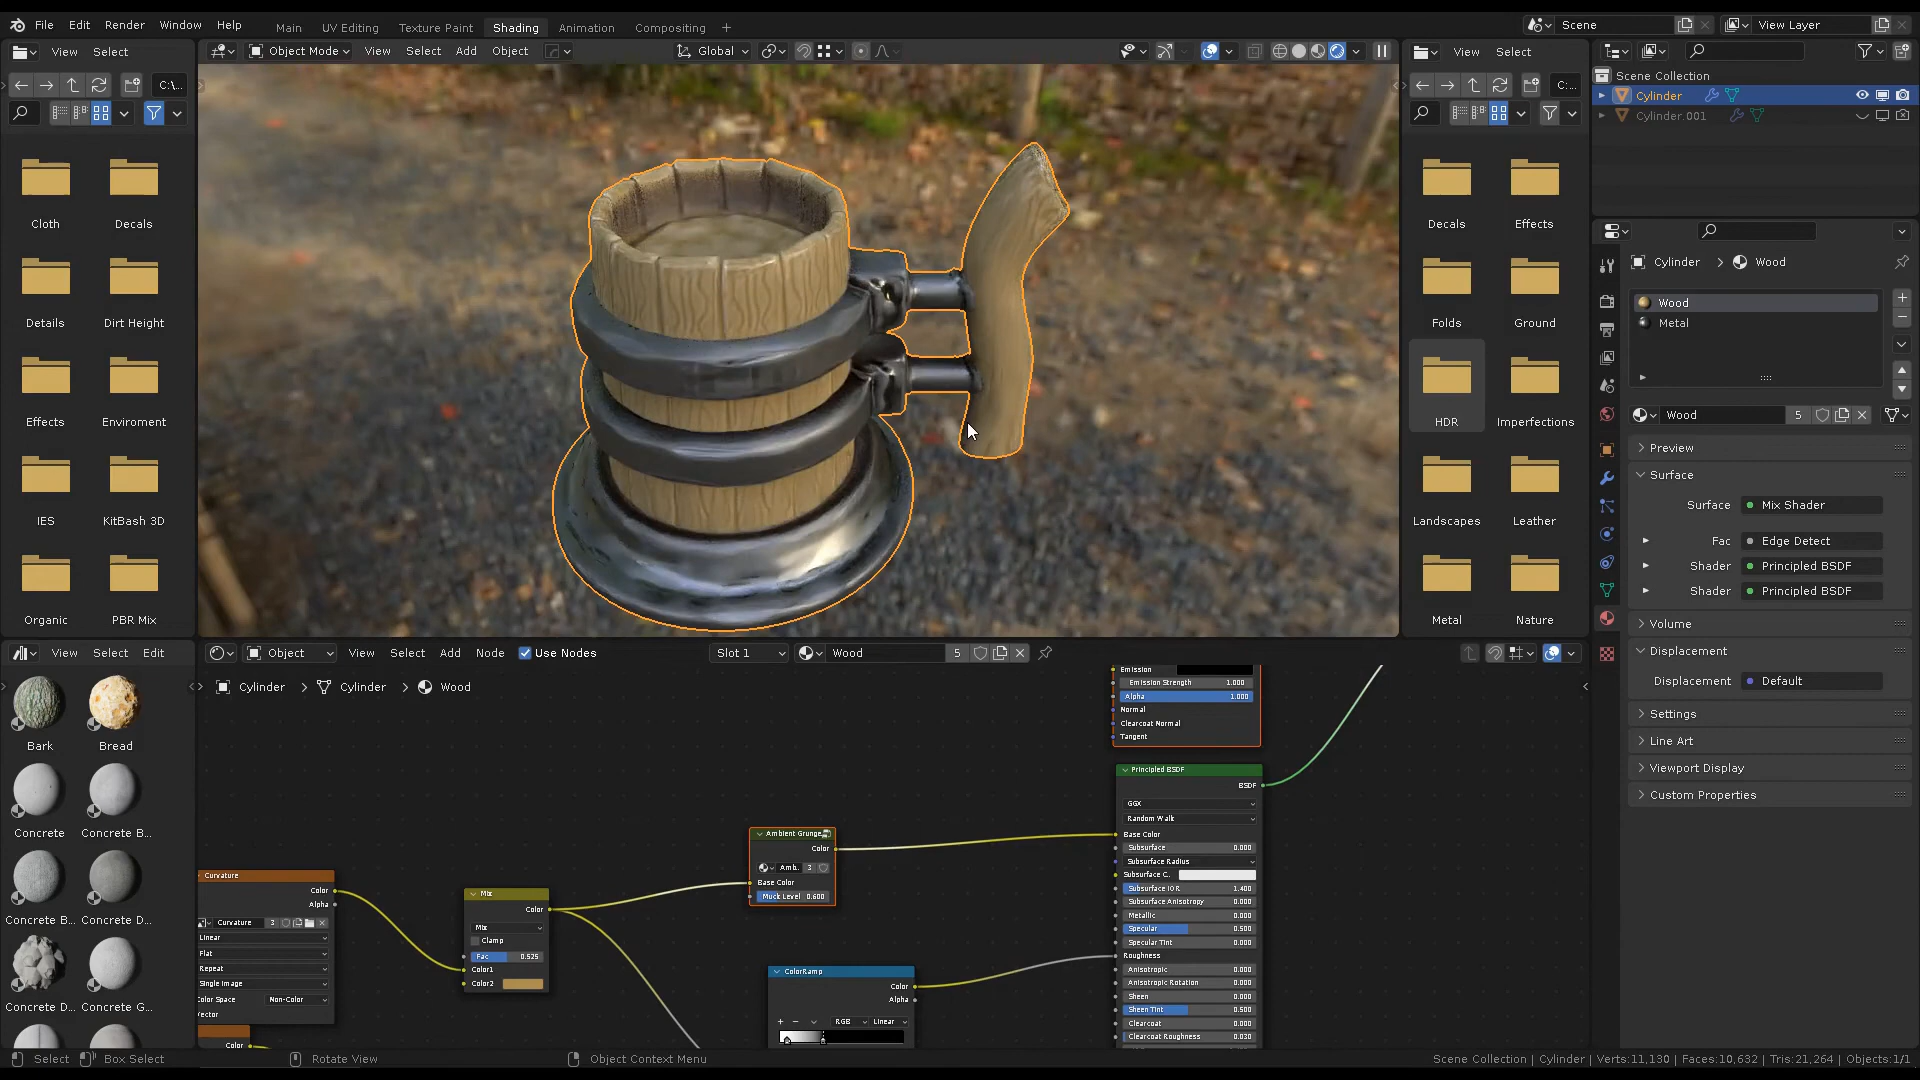 File Edit Render Window Help
Main UV Editing Texture Paint Shading Animation Compositing +
Scene
View Layer
View Select
Object Mode View Select Add Object
Global
View Select
C:\...
C:...
Scene Collection
Cylinder
Cylinder.001
Cloth Decals
Details Dirt Height
Effects Enviroment
IES KitBash 3D
Organic PBR Mix
Decals Effects
Folds Ground
HDR Imperfections
Landscapes Leather
Metal Nature
Cylinder > Wood
Wood
Metal
Wood 5
Preview
Surface
Surface Mix Shader
Fac Edge Detect
Shader Principled BSDF
Shader Principled BSDF
Volume
Displacement
Displacement Default
Settings
Line Art
Viewport Display
Custom Properties
View Select Edit
Bark Bread
Concrete Concrete B...
Concrete B... Concrete D...
Concrete D... Concrete G...
Object View Select Add Node Use Nodes Slot 1 Wood 5
Cylinder > Cylinder > Wood
Curvature
Color
Alpha
Curvature 3
Linear
Flat
Repeat
Single Image
Color Space Non-Color
Vector
Color
Mix
Color
Mix
Clamp
Fac 0.525
Color1
Color2
Ambient Grunge
Color
Amb. 3
Base Color
Muck Level 0.600
ColorRamp
Color
Alpha
+ − RGB Linear
Emission
Emission Strength 1.000
Alpha 1.000
Normal
Clearcoat Normal
Tangent
Principled BSDF
BSDF
GGX
Random Walk
Base Color
Subsurface 0.000
Subsurface Radius
Subsurface C..
Subsurface IOR 1.400
Subsurface Anisotropy 0.000
Metallic 0.000
Specular 0.500
Specular Tint 0.000
Roughness
Anisotropic 0.000
Anisotropic Rotation 0.000
Sheen 0.000
Sheen Tint 0.500
Clearcoat 0.000
Clearcoat Roughness 0.030
Select Box Select Rotate View Object Context Menu
Scene Collection | Cylinder | Verts:11,130 | Faces:10,632 | Tris:21,264 | Objects:1/1